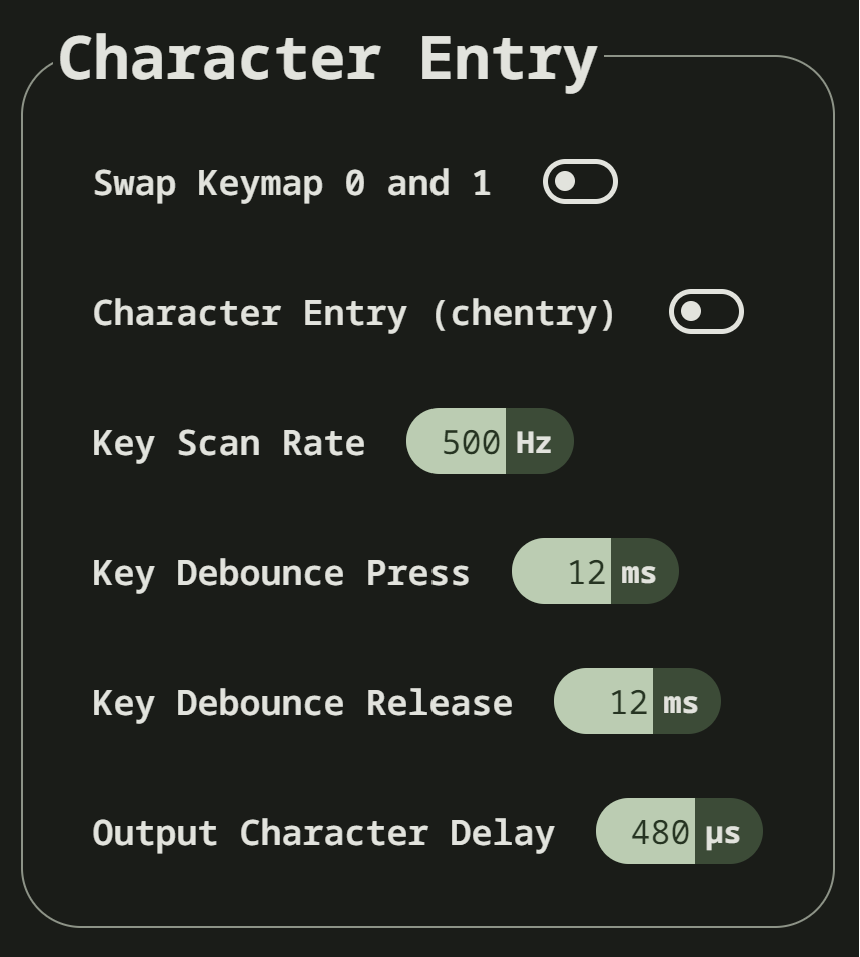 Character Entry
Swap Keymap 0 and 1
Character Entry (chentry)
Key Scan Rate 500 Hz
Key Debounce Press 12 ms
Key Debounce Release 12 ms
Output Character Delay 480 µs